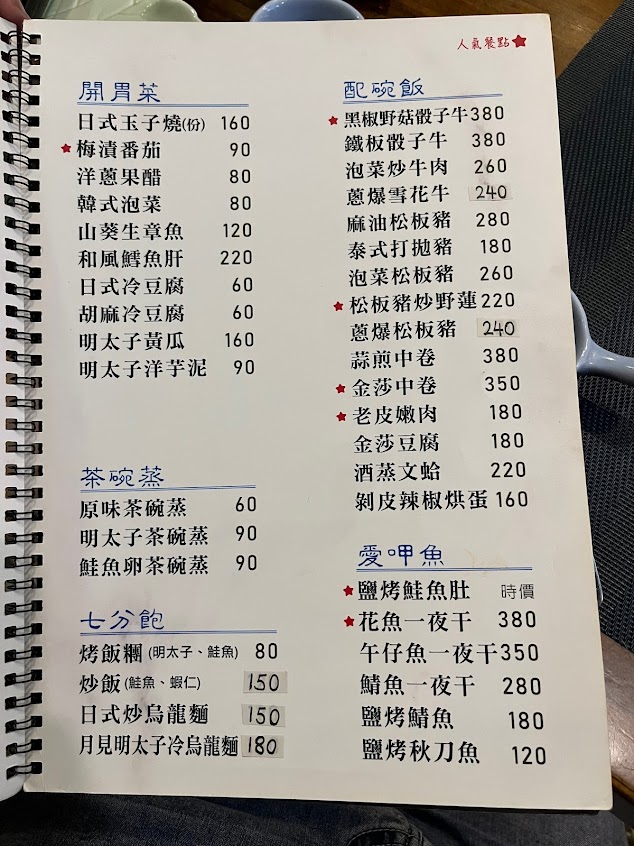 人氣餐點★
開胃菜
日式玉子燒(份) 160
★梅漬番茄 90
洋蔥果醋 80
韓式泡菜 80
山葵生章魚 120
和風鱈魚肝 220
日式冷豆腐 60
胡麻冷豆腐 60
明太子黃瓜 160
明太子洋芋泥 90
茶碗蒸
原味茶碗蒸 60
明太子茶碗蒸 90
鮭魚卵茶碗蒸 90
七分飽
烤飯糰(明太子、鮭魚) 80
炒飯(鮭魚、蝦仁) 150
日式炒烏龍麵 150
月見明太子冷烏龍麵 180
配碗飯
★黑椒野菇骰子牛 380
鐵板骰子牛 380
泡菜炒牛肉 260
蔥爆雪花牛 240
麻油松板豬 280
泰式打拋豬 180
泡菜松板豬 260
★松板豬炒野蓮 220
蔥爆松板豬 240
蒜煎中卷 380
★金莎中卷 350
★老皮嫩肉 180
金莎豆腐 180
酒蒸文蛤 220
剝皮辣椒烘蛋 160
愛呷魚
★鹽烤鮭魚肚 時價
★花魚一夜干 380
午仔魚一夜干 350
鯖魚一夜干 280
鹽烤鯖魚 180
鹽烤秋刀魚 120